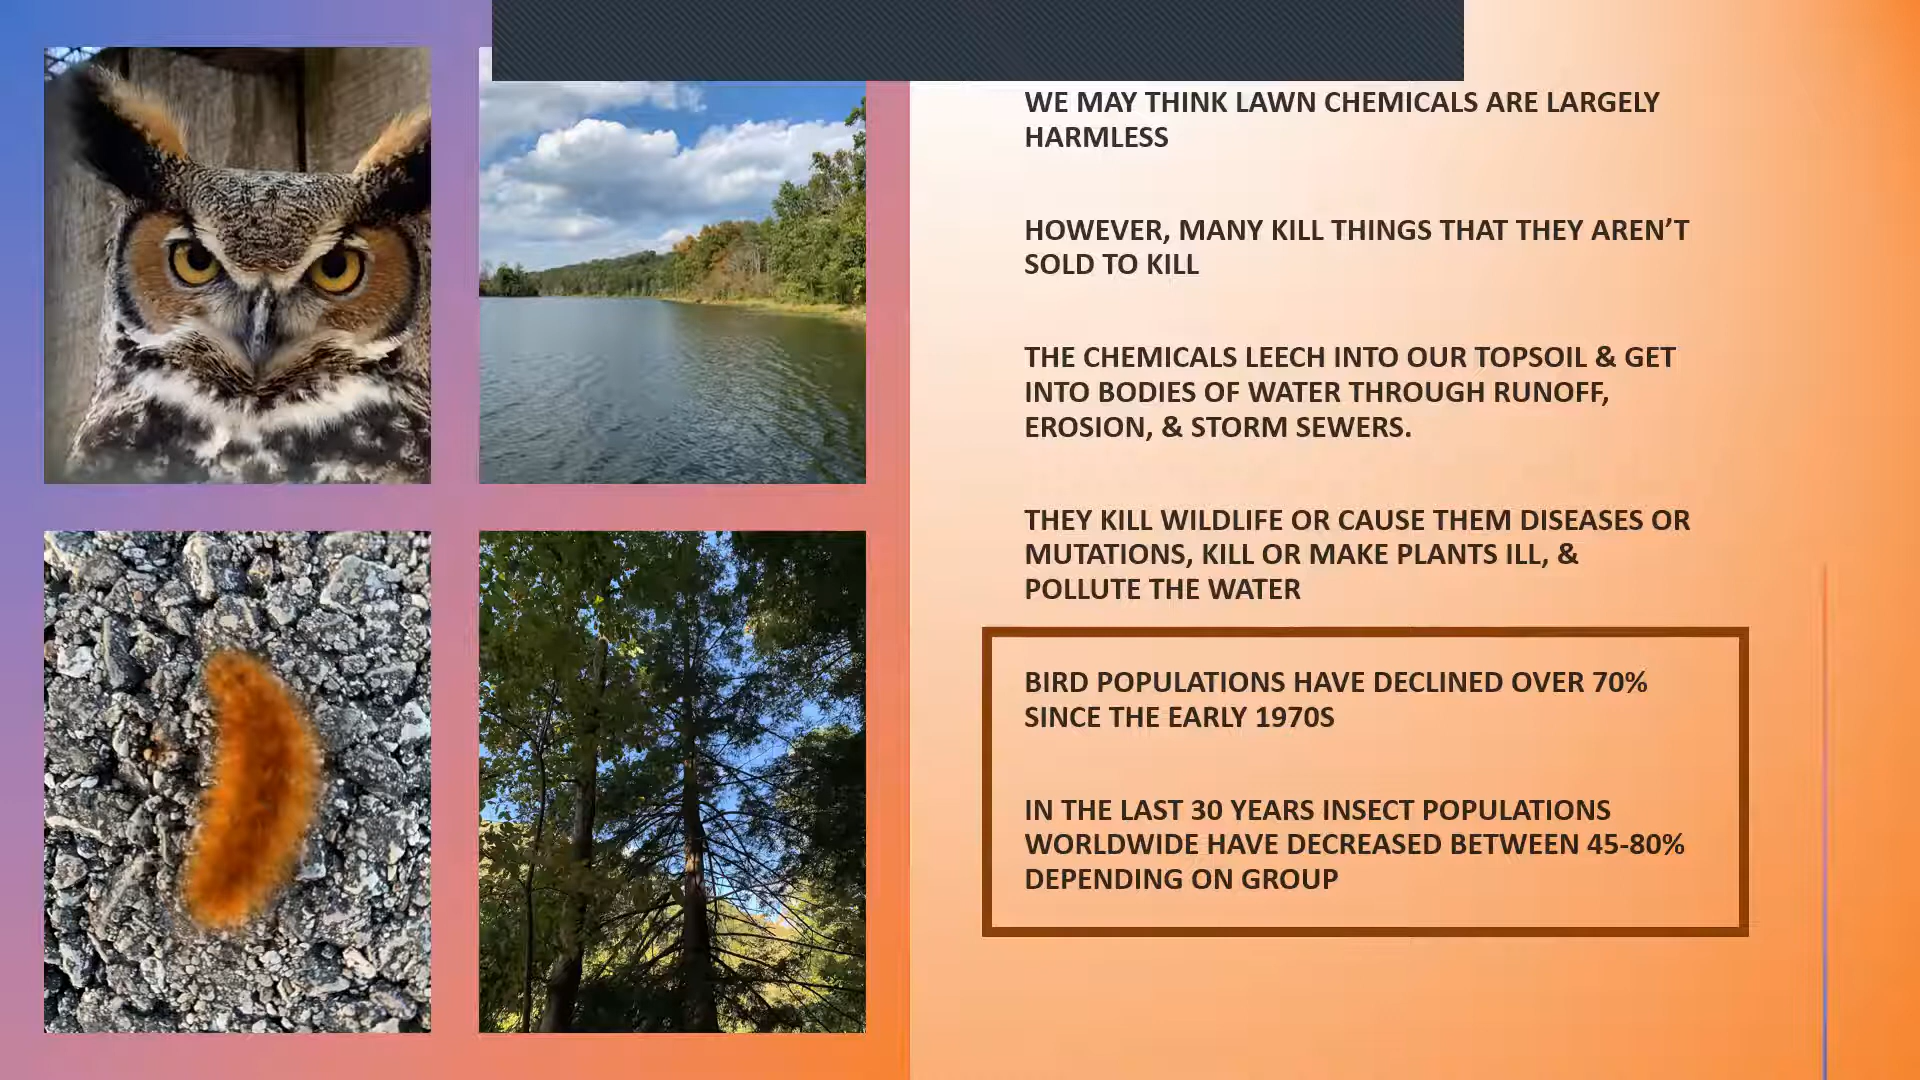 WE MAY THINK LAWN CHEMICALS ARE LARGELY
HARMLESS
HOWEVER, MANY KILL THINGS THAT THEY AREN’T
SOLD TO KILL
THE CHEMICALS LEECH INTO OUR TOPSOIL & GET
INTO BODIES OF WATER THROUGH RUNOFF,
EROSION, & STORM SEWERS.
THEY KILL WILDLIFE OR CAUSE THEM DISEASES OR
MUTATIONS, KILL OR MAKE PLANTS ILL, &
POLLUTE THE WATER
BIRD POPULATIONS HAVE DECLINED OVER 70%
SINCE THE EARLY 1970S
IN THE LAST 30 YEARS INSECT POPULATIONS
WORLDWIDE HAVE DECREASED BETWEEN 45-80%
DEPENDING ON GROUP